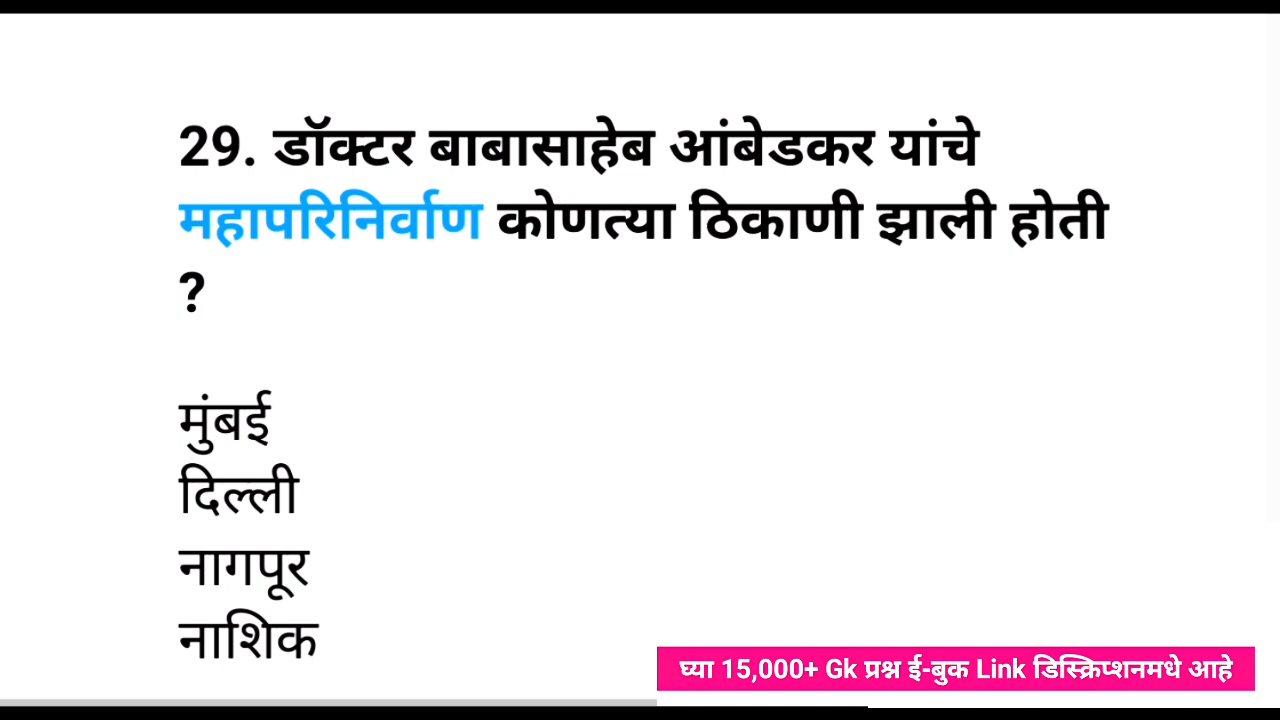 29. डॉक्टर बाबासाहेब आंबेडकर यांचे
महापरिनिर्वाण कोणत्या ठिकाणी झाली होती
?
मुंबई
दिल्ली
नागपूर
नाशिक
घ्या 15,000+ Gk प्रश्न ई-बुक Link डिस्क्रिप्शनमधे आहे